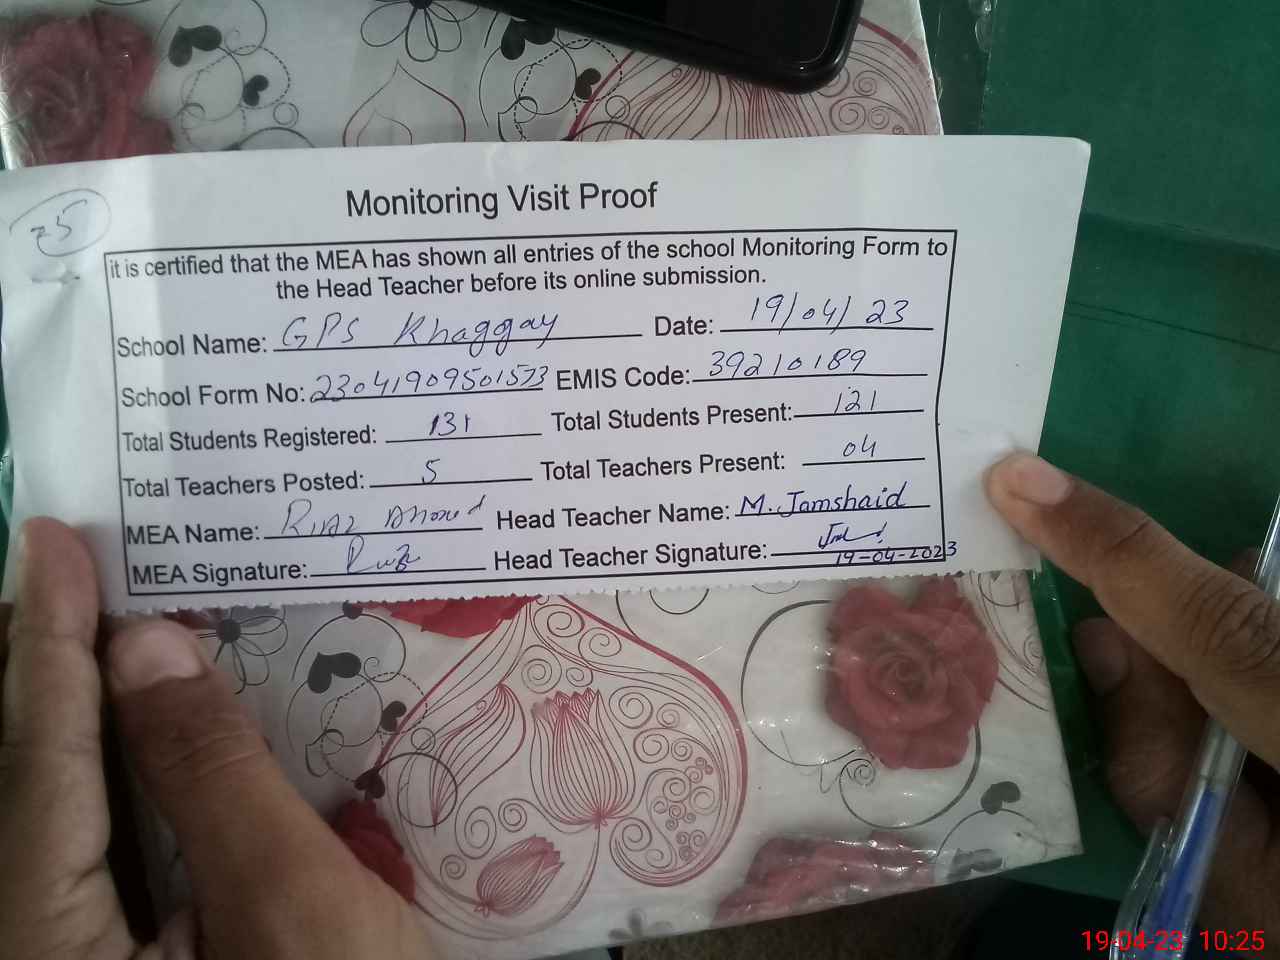 35
Monitoring Visit Proof
it is certified that the MEA has shown all entries of the school Monitoring Form to
the Head Teacher before its online submission.
School Name: GPS Khaggay Date: 19/04/23
School Form No: 23041909501573 EMIS Code: 39210189
Total Students Registered: 131 Total Students Present: 121
Total Teachers Posted: 5 Total Teachers Present: 04
MEA Name: Riaz Ahmed Head Teacher Name: M. Jamshaid
MEA Signature: Head Teacher Signature:
19-04-2023
19-04-23 10:25